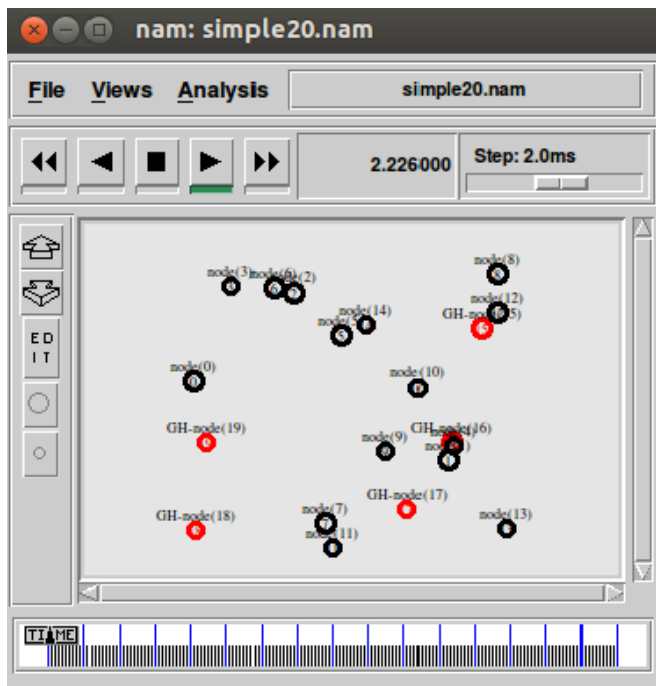 nam: simple20.nam
File Views Analysis simple20.nam
2.226000 Step: 2.0ms
node(8)
node(3) node(6) node(2)
node(12)
node(14)
E D
I T
node(0)
node(10)
GH-node(19)
GH-node(16)
node(9)
GH-node(17)
GH-node(18)
node(7)
node(13)
node(11)
TIME